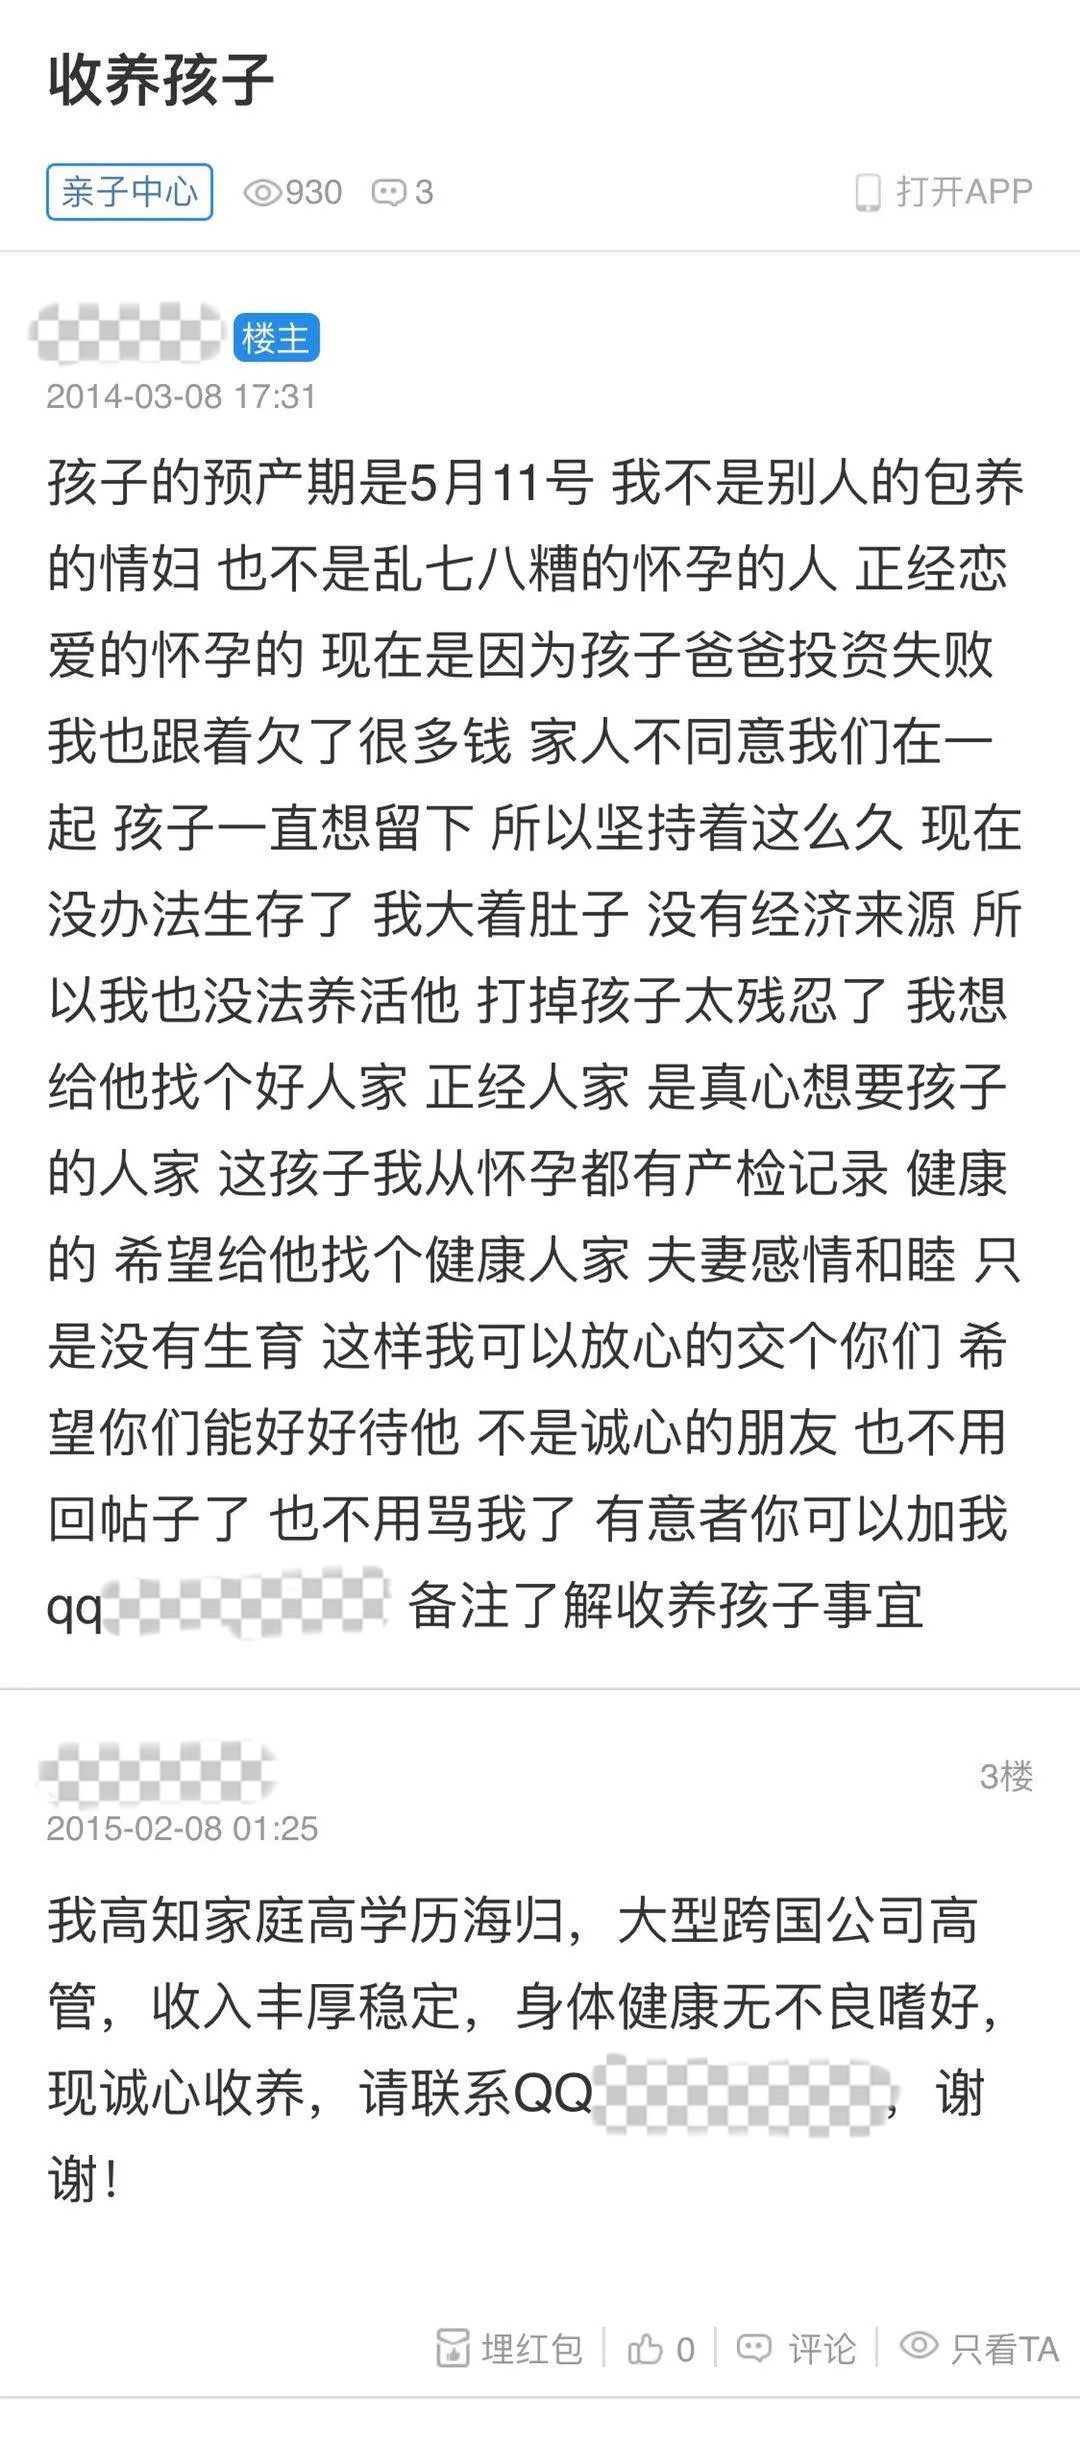 收养孩子
亲子中心 930 3 打开APP
楼主
2014-03-08 17:31
孩子的预产期是5月11号 我不是别人的包养
的情妇 也不是乱七八糟的怀孕的人 正经恋
爱的怀孕的 现在是因为孩子爸爸投资失败
我也跟着欠了很多钱 家人不同意我们在一
起 孩子一直想留下 所以坚持着这么久 现在
没办法生存了 我大着肚子 没有经济来源 所
以我也没法养活他 打掉孩子太残忍了 我想
给他找个好人家 正经人家 是真心想要孩子
的人家 这孩子我从怀孕都有产检记录 健康
的 希望给他找个健康人家 夫妻感情和睦 只
是没有生育 这样我可以放心的交个你们 希
望你们能好好待他 不是诚心的朋友 也不用
回帖子了 也不用骂我了 有意者你可以加我
qq 备注了解收养孩子事宜
3楼
2015-02-08 01:25
我高知家庭高学历海归，大型跨国公司高
管，收入丰厚稳定，身体健康无不良嗜好，
现诚心收养，请联系QQ，谢
谢！
埋红包 0 评论 只看TA